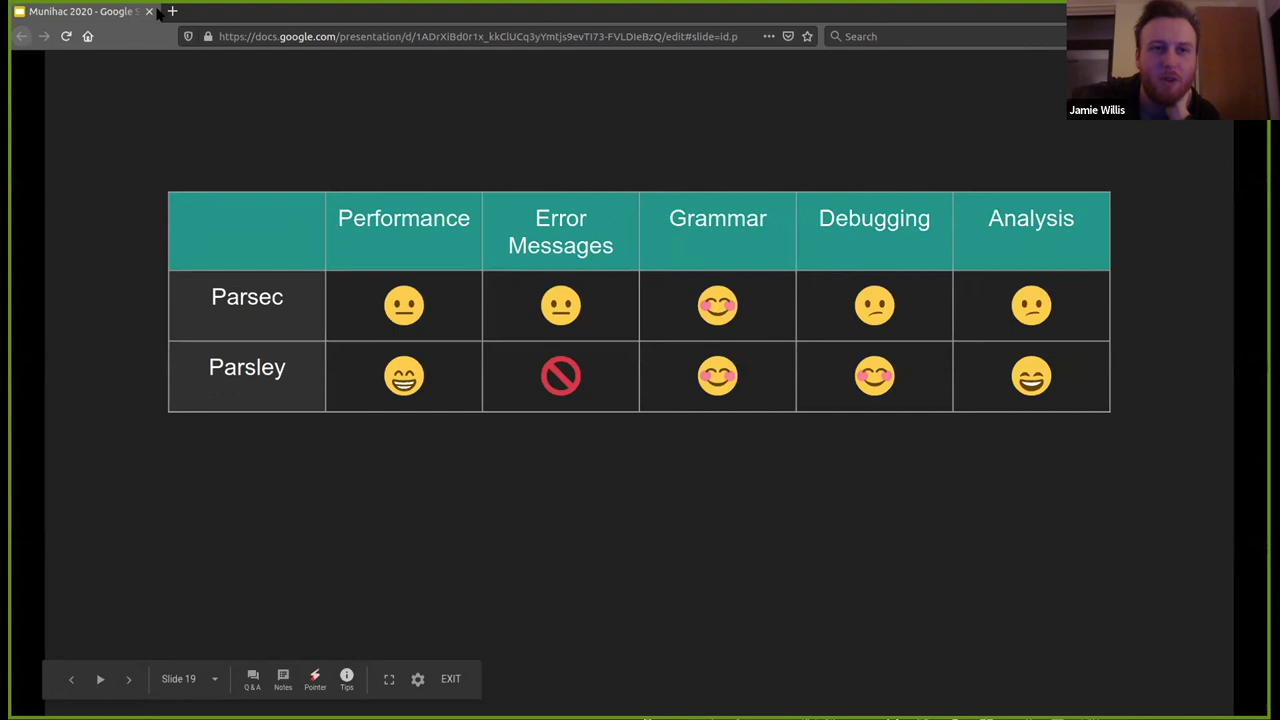 Munihac 2020 - Google S
https://docs.google.com/presentation/d/1ADrXiBd0r1x_kkClUCq3yYmtjs9evTI73-FVLDIeBzQ/edit#slide=id.p
Search
Jamie Willis
Performance
Error
Messages
Grammar
Debugging
Analysis
Parsec
Parsley
Slide 19
Q & A
Notes
Pointer
Tips
EXIT